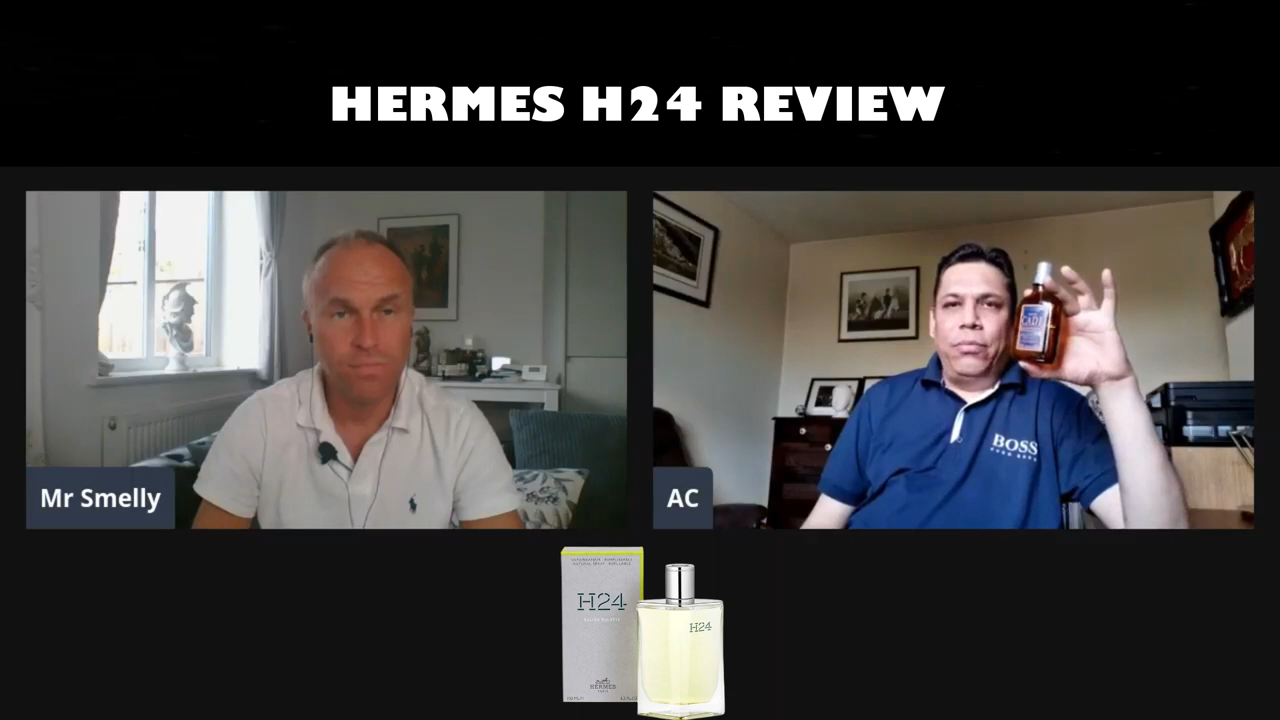 HERMES H24 REVIEW
Mr Smelly
AC
BOSS
H24
H24
HERMES